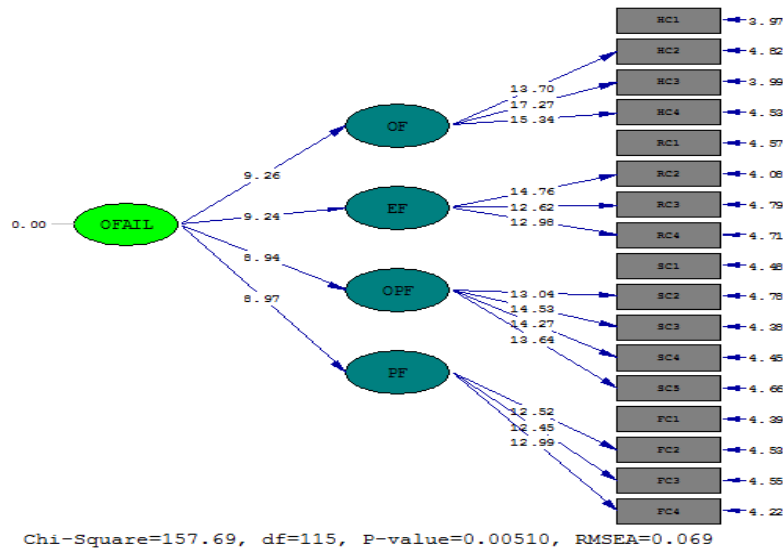 HC1 3.97
HC2 4.82
13.70
HC3 3.99
17.27
HC4 4.53
15.34
OF
RC1 4.57
9.26
RC2 4.08
14.76
EF
RC3 4.79
12.62
0.00 OFAIL
9.24
RC4 4.71
12.98
SC1 4.48
8.94
OPF
SC2 4.78
13.04
SC3 4.38
14.53
8.97
SC4 4.45
14.27
SC5 4.66
13.64
PF
FC1 4.39
12.52
FC2 4.53
12.45
FC3 4.55
12.99
FC4 4.22
Chi-Square=157.69, df=115, P-value=0.00510, RMSEA=0.069